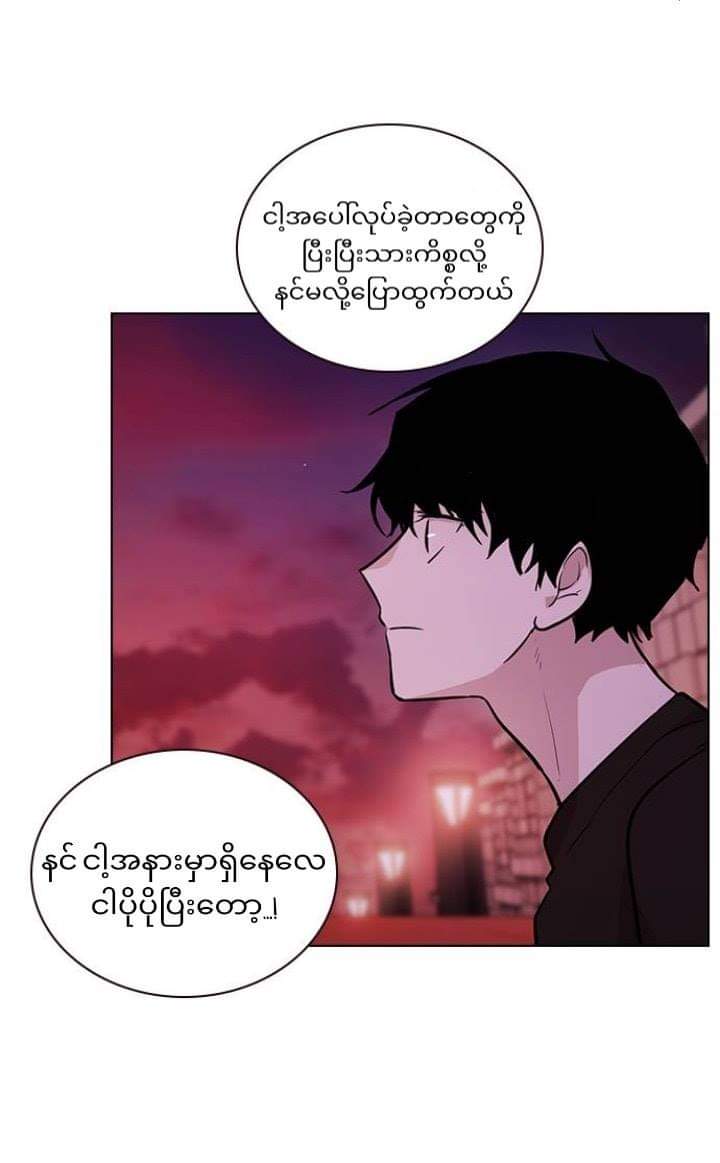 ငါ့အပေါ်လုပ်ခဲ့တာတွေကို
ပြီးပြီးသားကိစ္စလို့
နင်မလို့ပြောထွက်တယ်
နင် ငါ့အနားမှာရှိနေလေ
ငါပိုပိုပြီးတော့...!